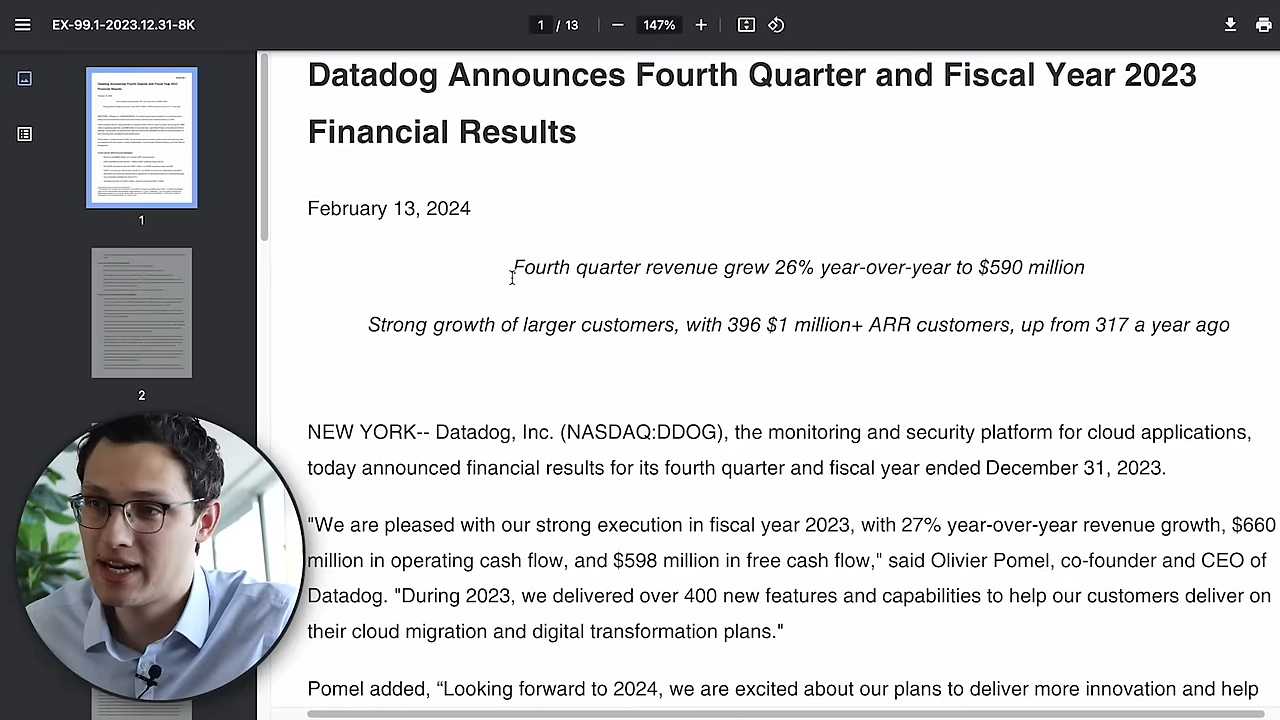 EX-99.1-2023.12.31-8K
1 / 13
147%
Datadog Announces Fourth Quarter and Fiscal Year 2023
Financial Results
February 13, 2024
Fourth quarter revenue grew 26% year-over-year to $590 million
Strong growth of larger customers, with 396 $1 million+ ARR customers, up from 317 a year ago
NEW YORK-- Datadog, Inc. (NASDAQ:DDOG), the monitoring and security platform for cloud applications,
today announced financial results for its fourth quarter and fiscal year ended December 31, 2023.
"We are pleased with our strong execution in fiscal year 2023, with 27% year-over-year revenue growth, $660
million in operating cash flow, and $598 million in free cash flow," said Olivier Pomel, co-founder and CEO of
Datadog. "During 2023, we delivered over 400 new features and capabilities to help our customers deliver on
their cloud migration and digital transformation plans."
Pomel added, “Looking forward to 2024, we are excited about our plans to deliver more innovation and help
1
2